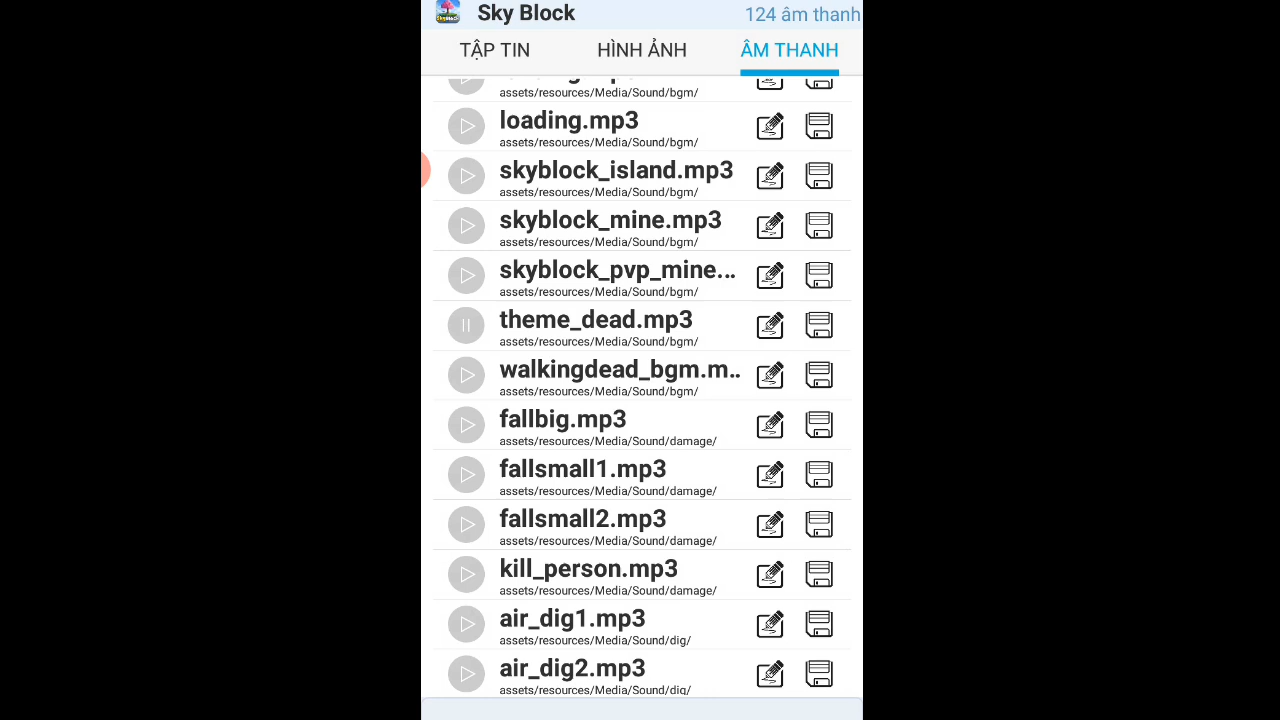 Sky Block
124 âm thanh
TẬP TIN
HÌNH ẢNH
ÂM THANH
assets/resources/Media/Sound/bgm/
loading.mp3
assets/resources/Media/Sound/bgm/
skyblock_island.mp3
assets/resources/Media/Sound/bgm/
skyblock_mine.mp3
assets/resources/Media/Sound/bgm/
skyblock_pvp_mine...
assets/resources/Media/Sound/bgm/
theme_dead.mp3
assets/resources/Media/Sound/bgm/
walkingdead_bgm.m...
assets/resources/Media/Sound/bgm/
fallbig.mp3
assets/resources/Media/Sound/damage/
fallsmall1.mp3
assets/resources/Media/Sound/damage/
fallsmall2.mp3
assets/resources/Media/Sound/damage/
kill_person.mp3
assets/resources/Media/Sound/damage/
air_dig1.mp3
assets/resources/Media/Sound/dig/
air_dig2.mp3
assets/resources/Media/Sound/dig/